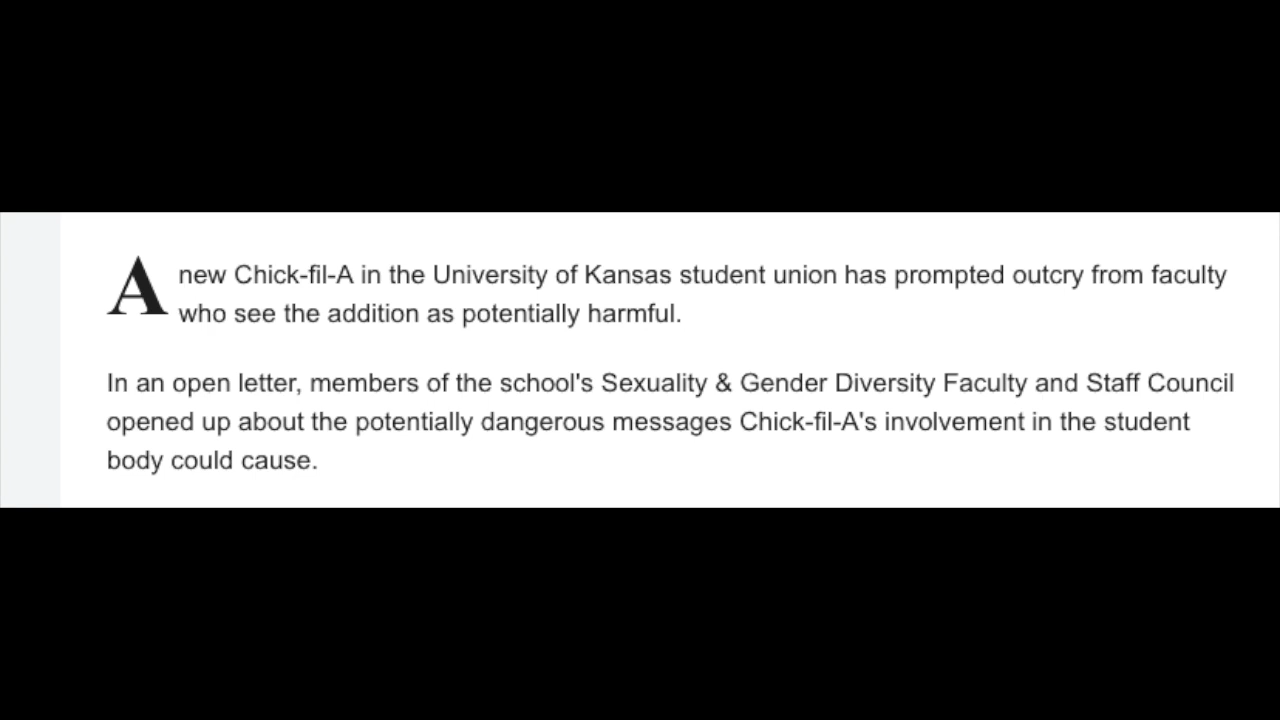 A new Chick-fil-A in the University of Kansas student union has prompted outcry from faculty
who see the addition as potentially harmful.
In an open letter, members of the school's Sexuality & Gender Diversity Faculty and Staff Council
opened up about the potentially dangerous messages Chick-fil-A's involvement in the student
body could cause.